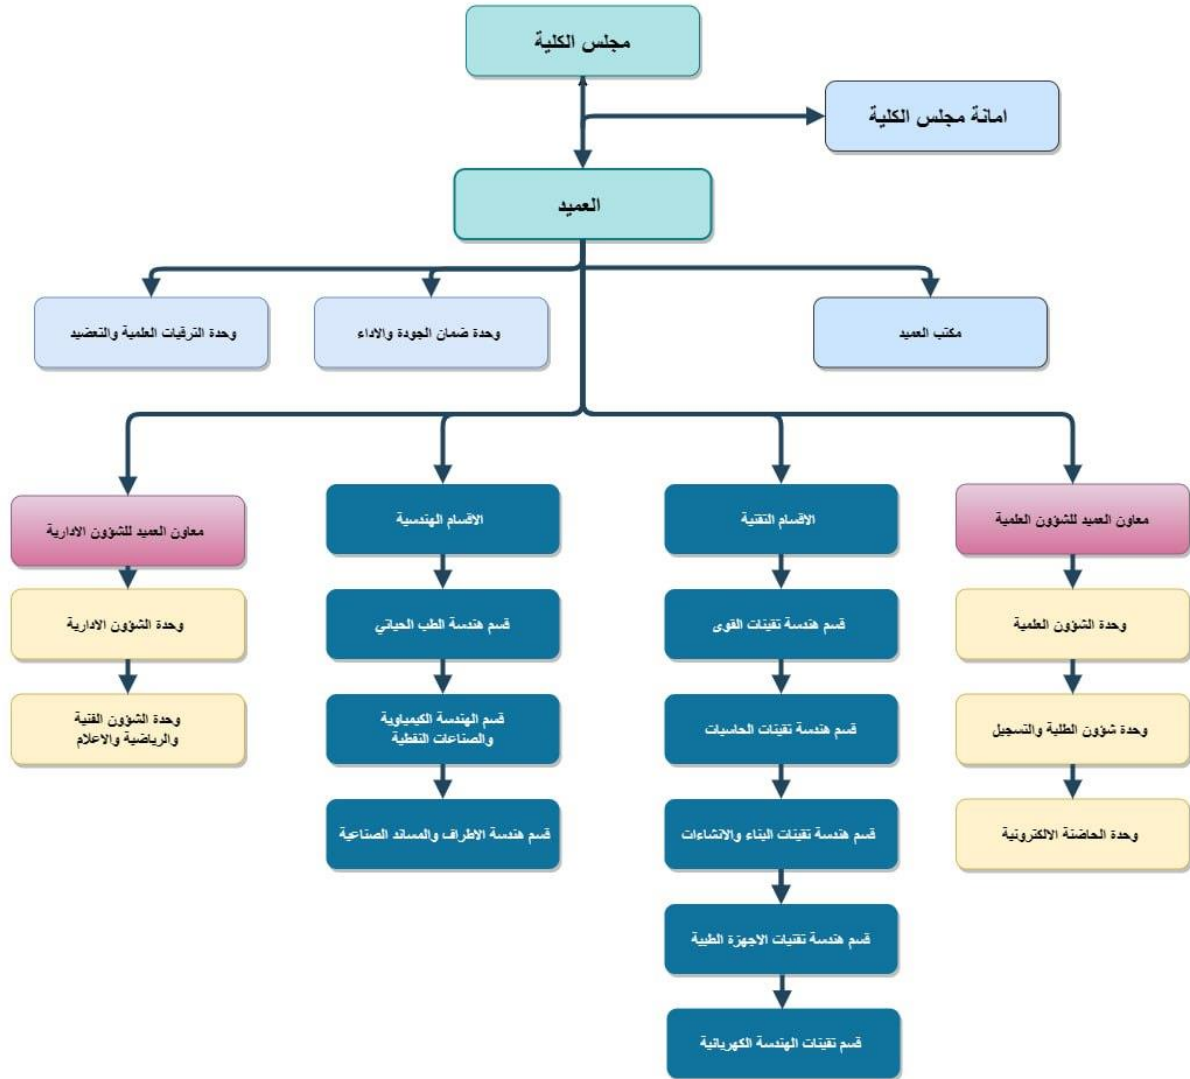 مجلس الكلية
امانة مجلس الكلية
العميد
مكتب العميد
وحدة ضمان الجودة والاداء
وحدة الترقيات العلمية والتعضيد
معاون العميد للشؤون العلمية
الاقسام التقنية
الاقسام الهندسية
معاون العميد للشؤون الادارية
وحدة الشؤون العلمية
قسم هندسة تقنيات القوى
قسم هندسة الطب الحياتي
وحدة الشؤون الادارية
وحدة شؤون الطلبة والتسجيل
قسم هندسة تقنيات الحاسبات
قسم الهندسة الكيمياوية
والصناعات النفطية
وحدة الشؤون الفنية
والرياضية والاعلام
وحدة الحاضنة الالكترونية
قسم هندسة تقنيات البناء والانشاءات
قسم هندسة الاطراف والمساند الصناعية
قسم هندسة تقنيات الاجهزة الطبية
قسم تقنيات الهندسة الكهربائية